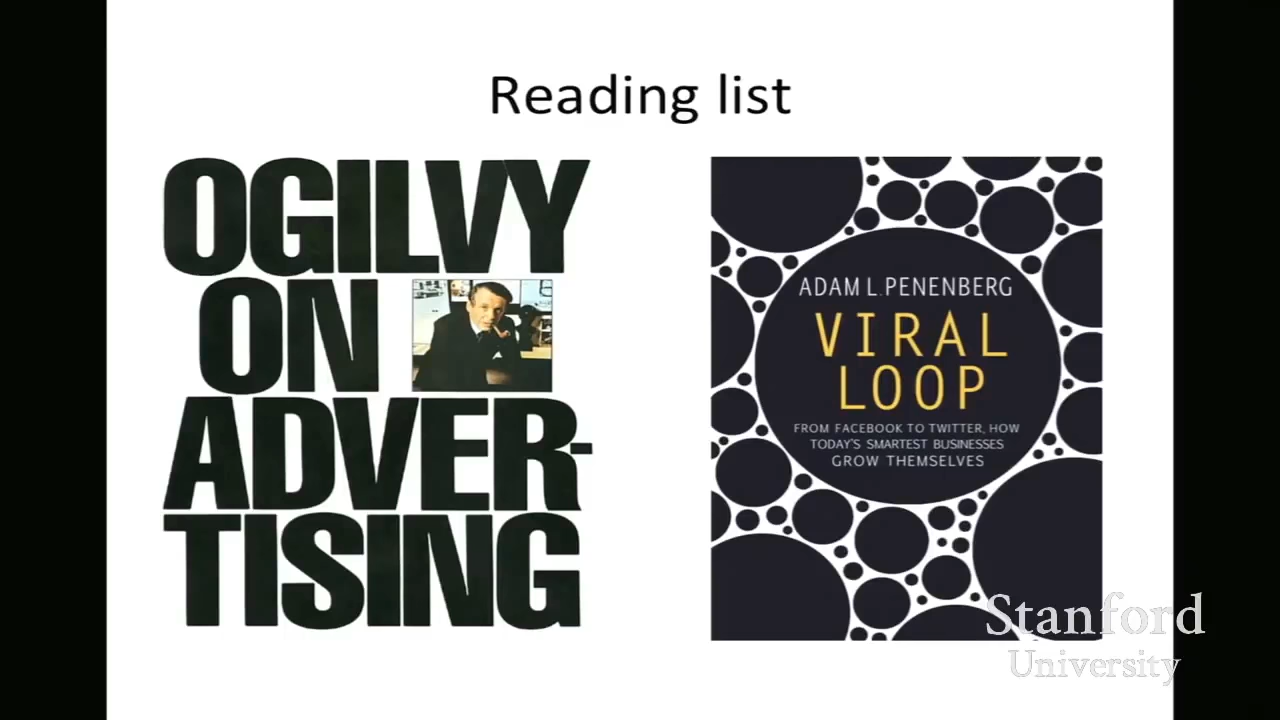 Reading list
OGILVY
ON
ADVER-
TISING
ADAM L. PENENBERG
VIRAL
LOOP
FROM FACEBOOK TO TWITTER, HOW
TODAY'S SMARTEST BUSINESSES
GROW THEMSELVES
Stanford
University